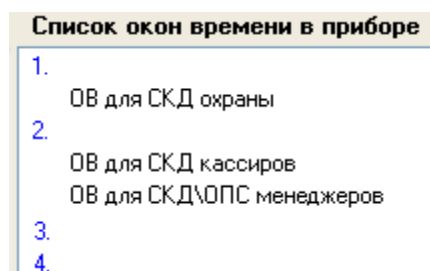 Список окон времени в приборе
1.
ОВ для СКД охраны
2.
ОВ для СКД кассиров
ОВ для СКД\ОПС менеджеров
3.
4.